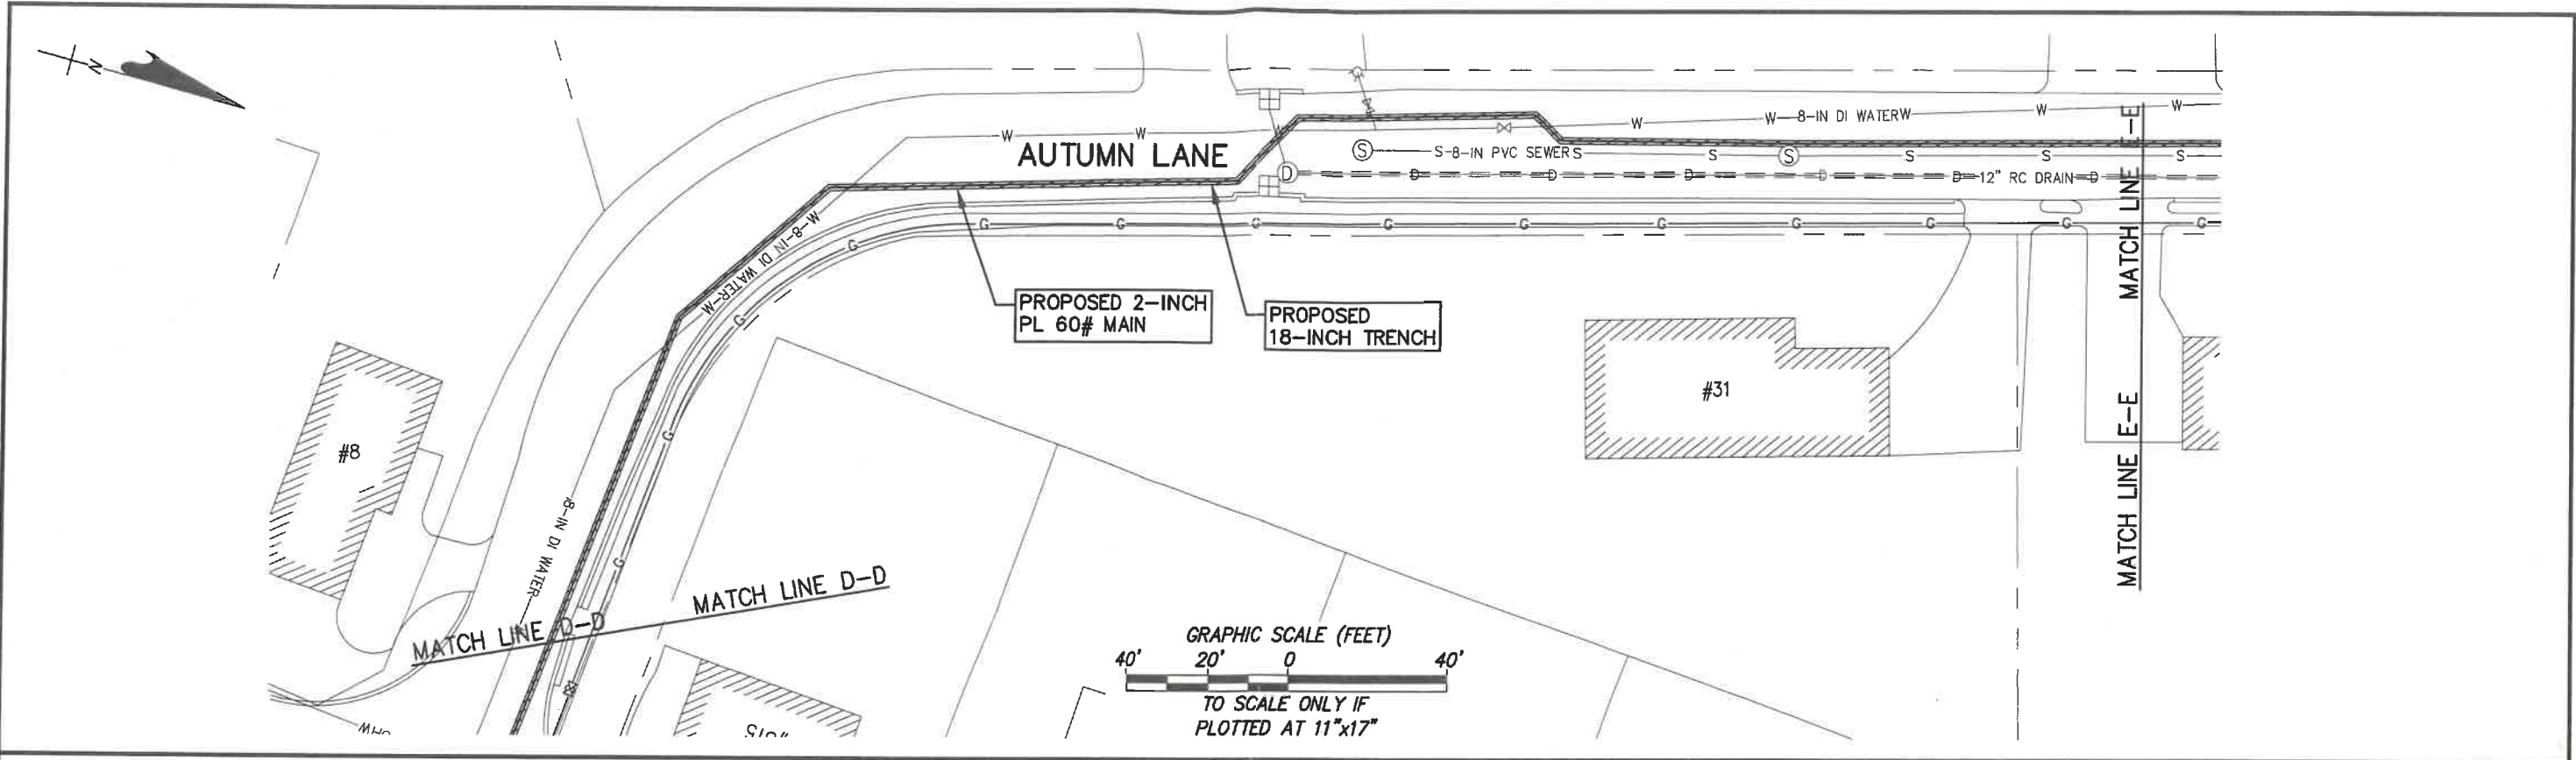 N
W W W W-8-IN DI WATERW W W
AUTUMN LANE
S S-8-IN PVC SEWERS S S S S S
D D D D D D-12" RC DRAIN-D
G G G G G G G G G G
W-8-IN DI WATER-W
G G G G
PROPOSED 2-INCH
PL 60# MAIN
PROPOSED
18-INCH TRENCH
MATCH LINE E-E
MATCH LINE E-E
#31
#8
8-IN DI WATER
MATCH LINE D-D
MATCH LINE D-D
GRAPHIC SCALE (FEET)
40' 20' 0 40'
TO SCALE ONLY IF
PLOTTED AT 11"x17"
OHW